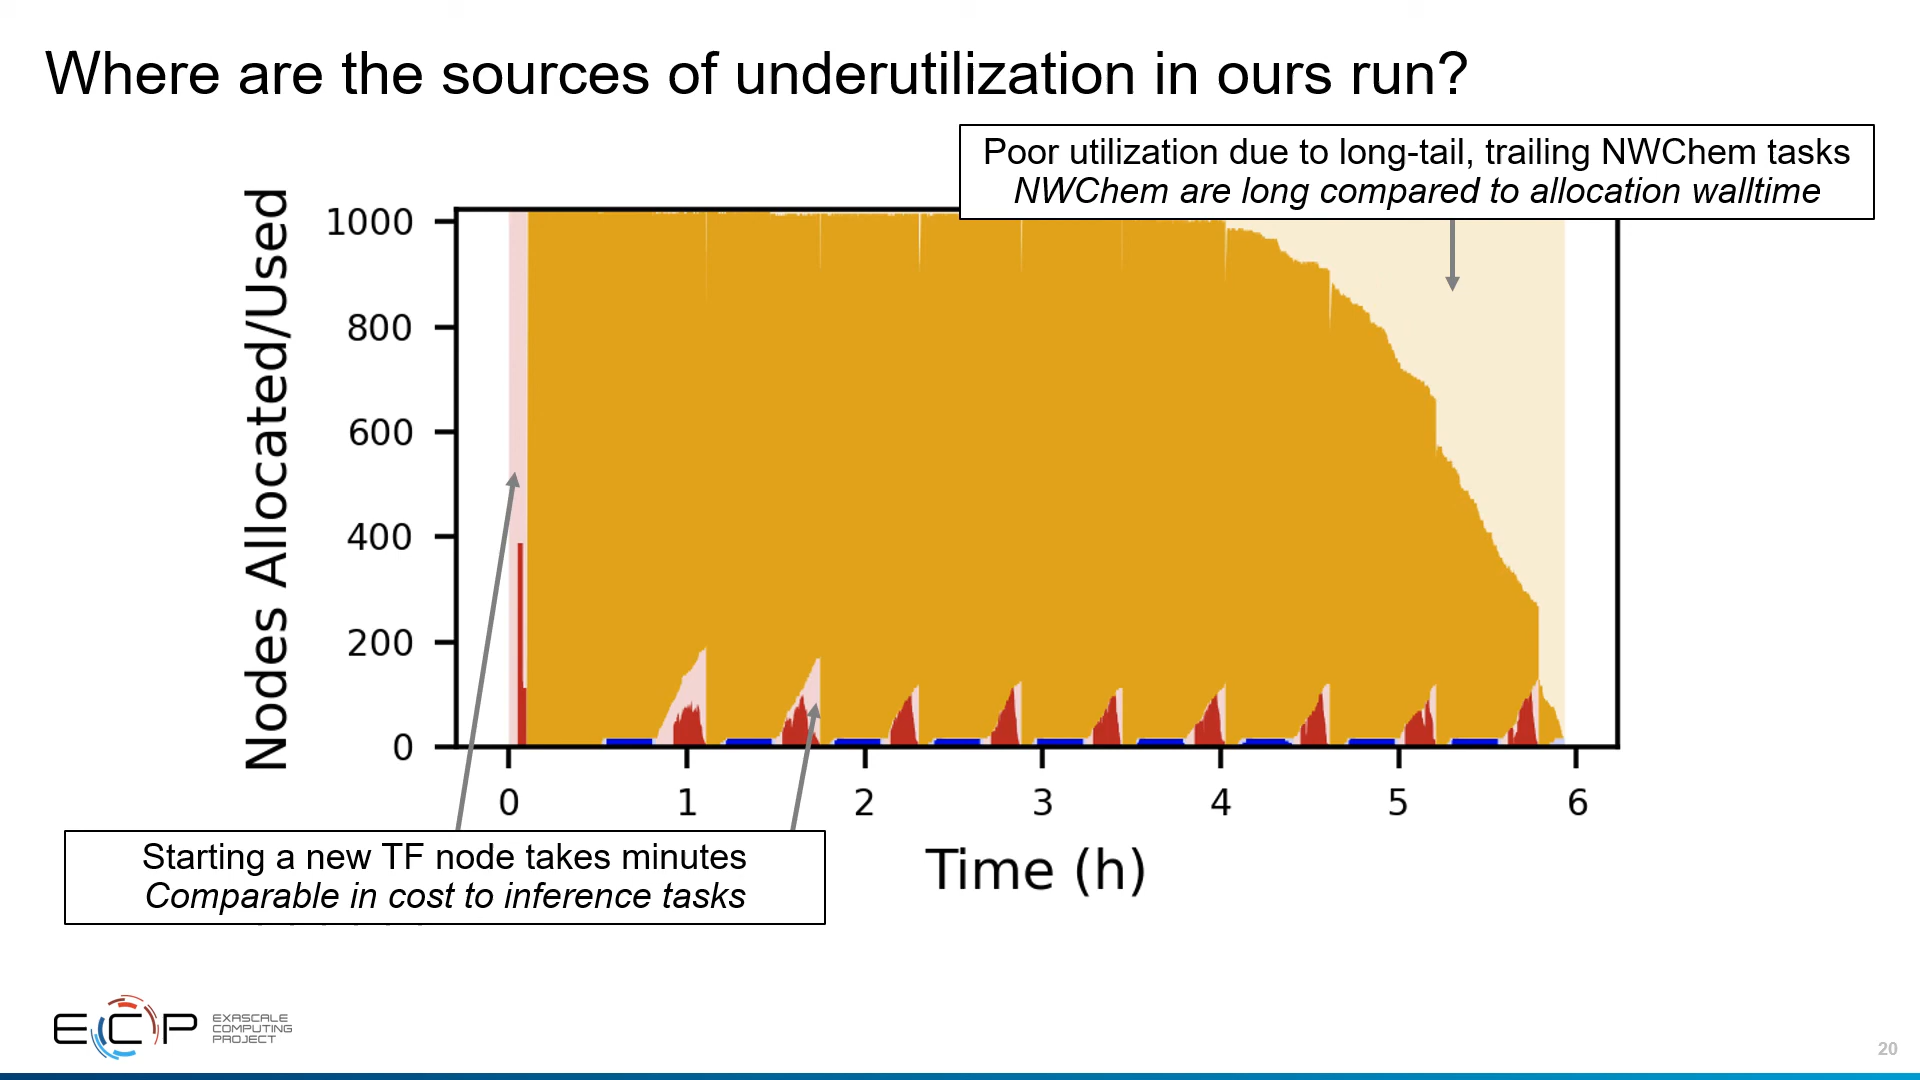 Where are the sources of underutilization in ours run?
Poor utilization due to long-tail, trailing NWChem tasks
NWChem are long compared to allocation walltime
Nodes Allocated/Used
1000
800
600
400
200
0
0 1 2 3 4 5 6
Time (h)
Starting a new TF node takes minutes
Comparable in cost to inference tasks
ECP
EXASCALE
COMPUTING
PROJECT
20